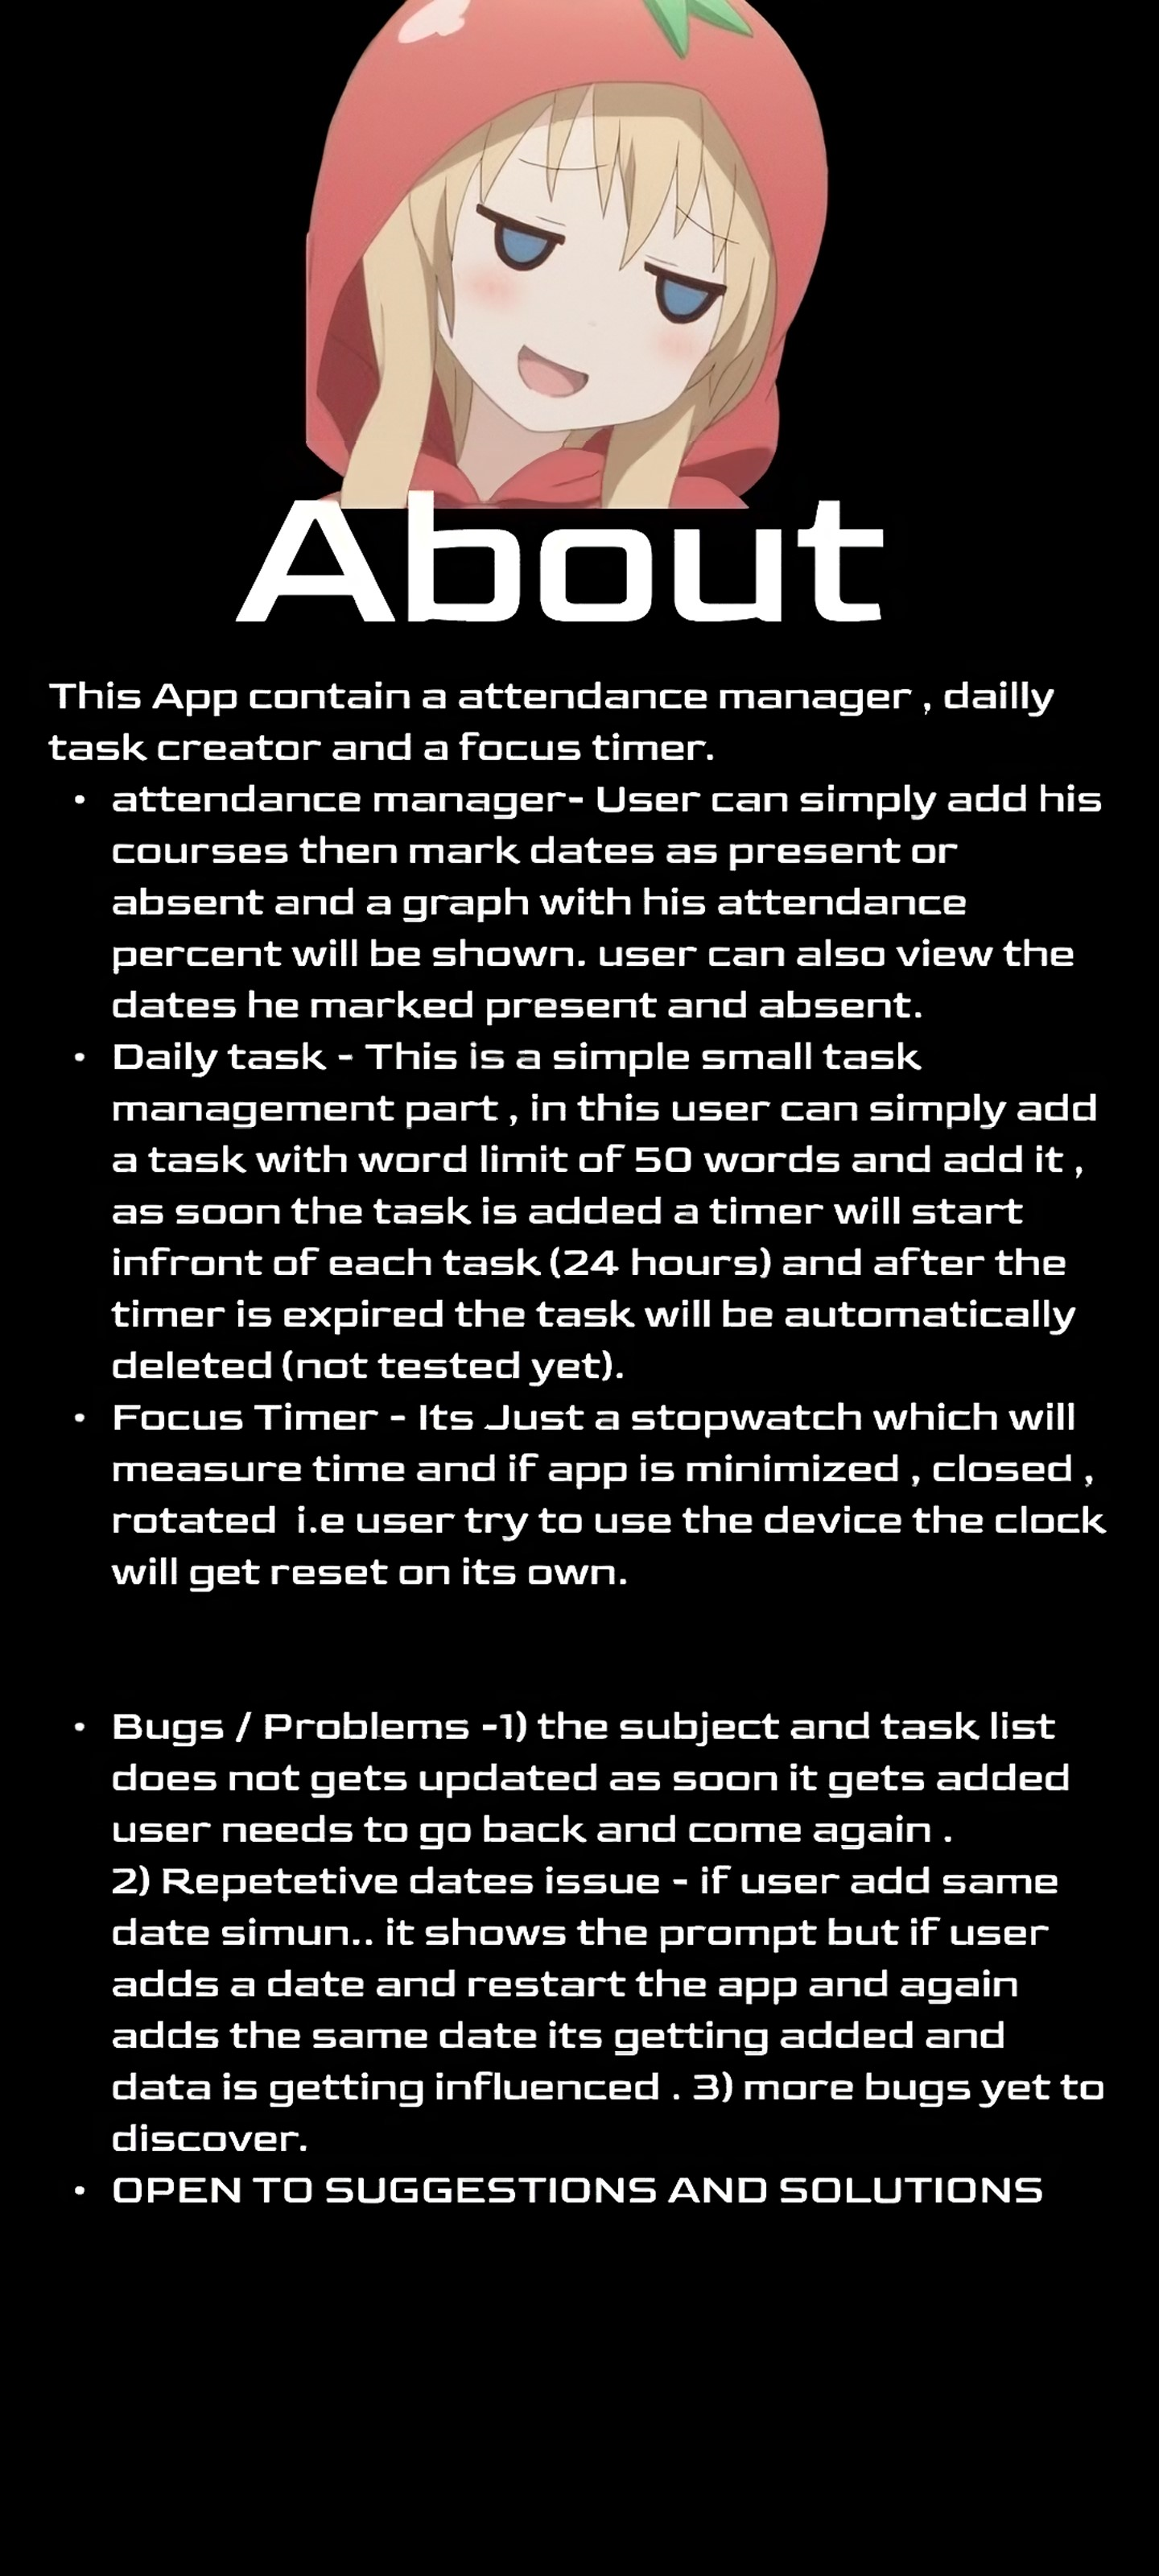 About
This App contain a attendance manager , dailly
task creator and a focus timer.
• attendance manager- User can simply add his
courses then mark dates as present or
absent and a graph with his attendance
percent will be shown. user can also view the
dates he marked present and absent.
• Daily task - This is a simple small task
management part , in this user can simply add
a task with word limit of 50 words and add it ,
as soon the task is added a timer will start
infront of each task (24 hours) and after the
timer is expired the task will be automatically
deleted (not tested yet).
• Focus Timer - Its Just a stopwatch which will
measure time and if app is minimized , closed ,
rotated  i.e user try to use the device the clock
will get reset on its own.
• Bugs / Problems -1) the subject and task list
does not gets updated as soon it gets added
user needs to go back and come again .
2) Repetetive dates issue - if user add same
date simun.. it shows the prompt but if user
adds a date and restart the app and again
adds the same date its getting added and
data is getting influenced . 3) more bugs yet to
discover.
• OPEN TO SUGGESTIONS AND SOLUTIONS